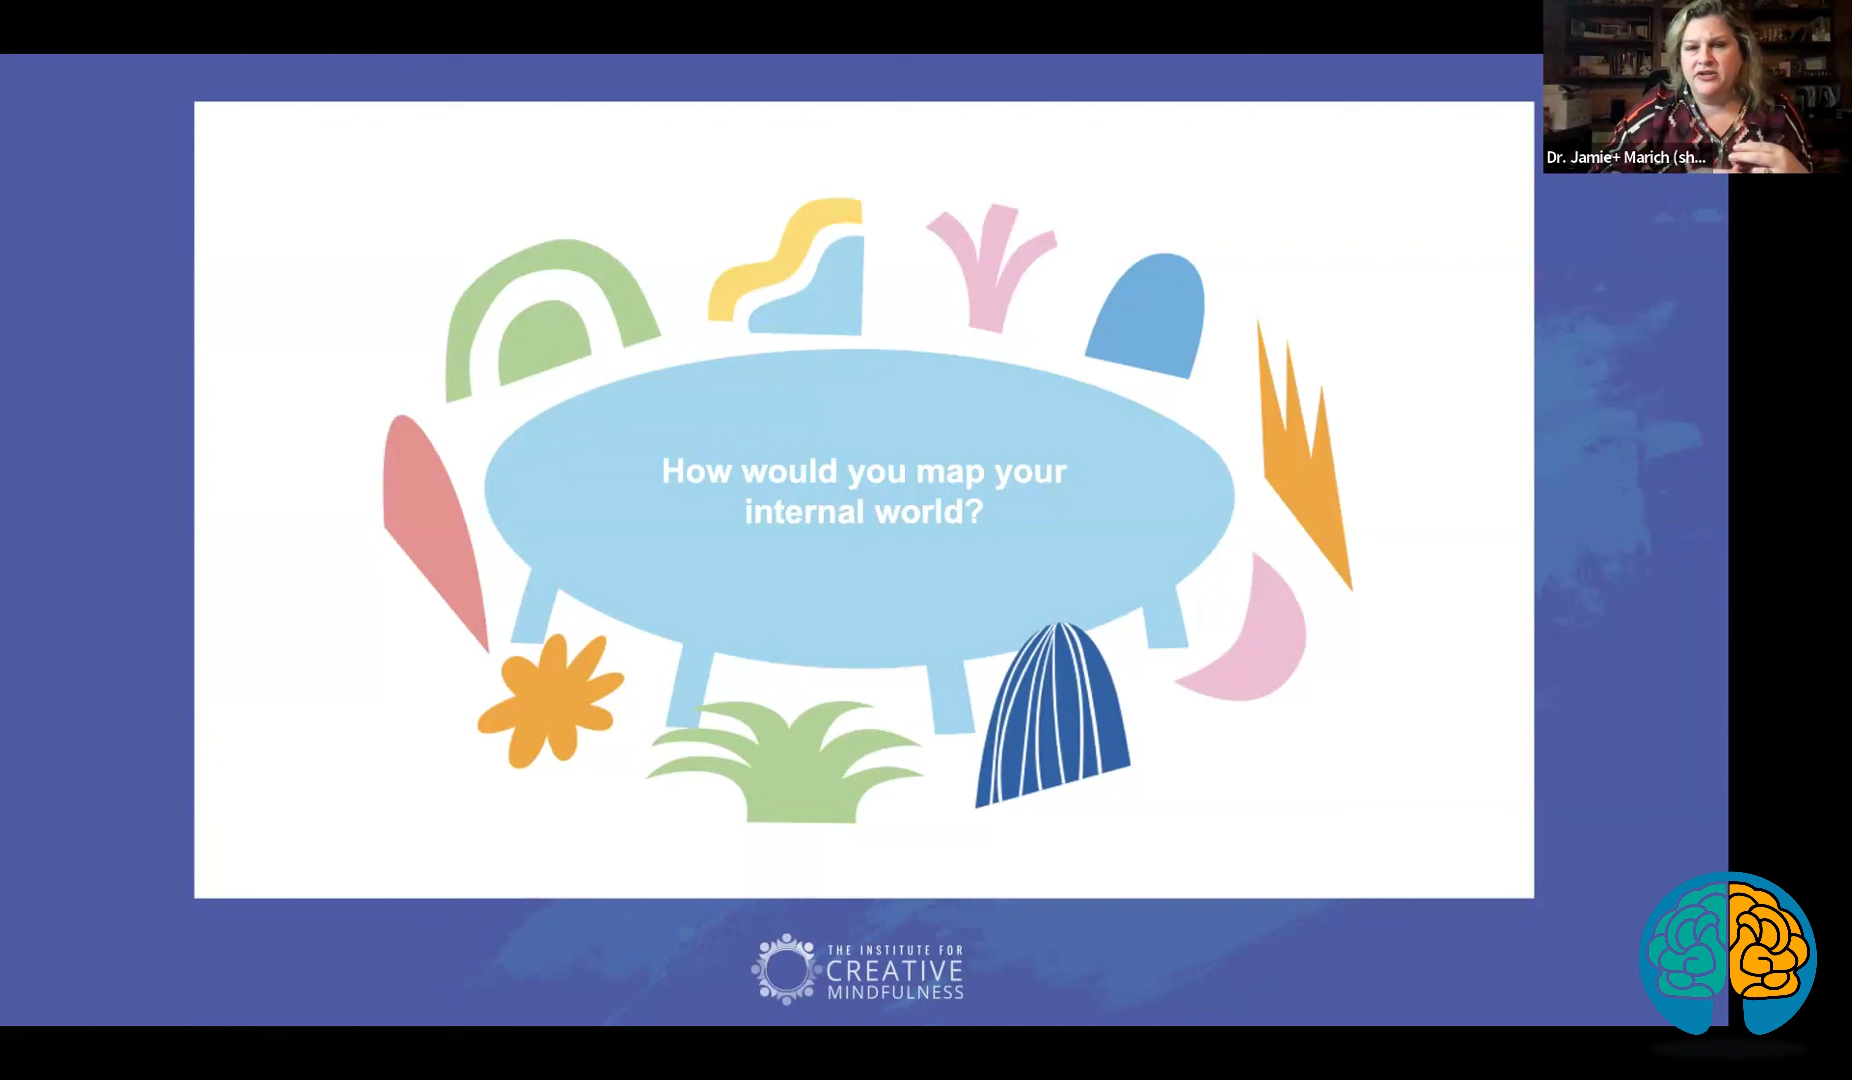 Dr. Jamie+ Marich (sh...
How would you map your
internal world?
THE INSTITUTE FOR
CREATIVE
MINDFULNESS